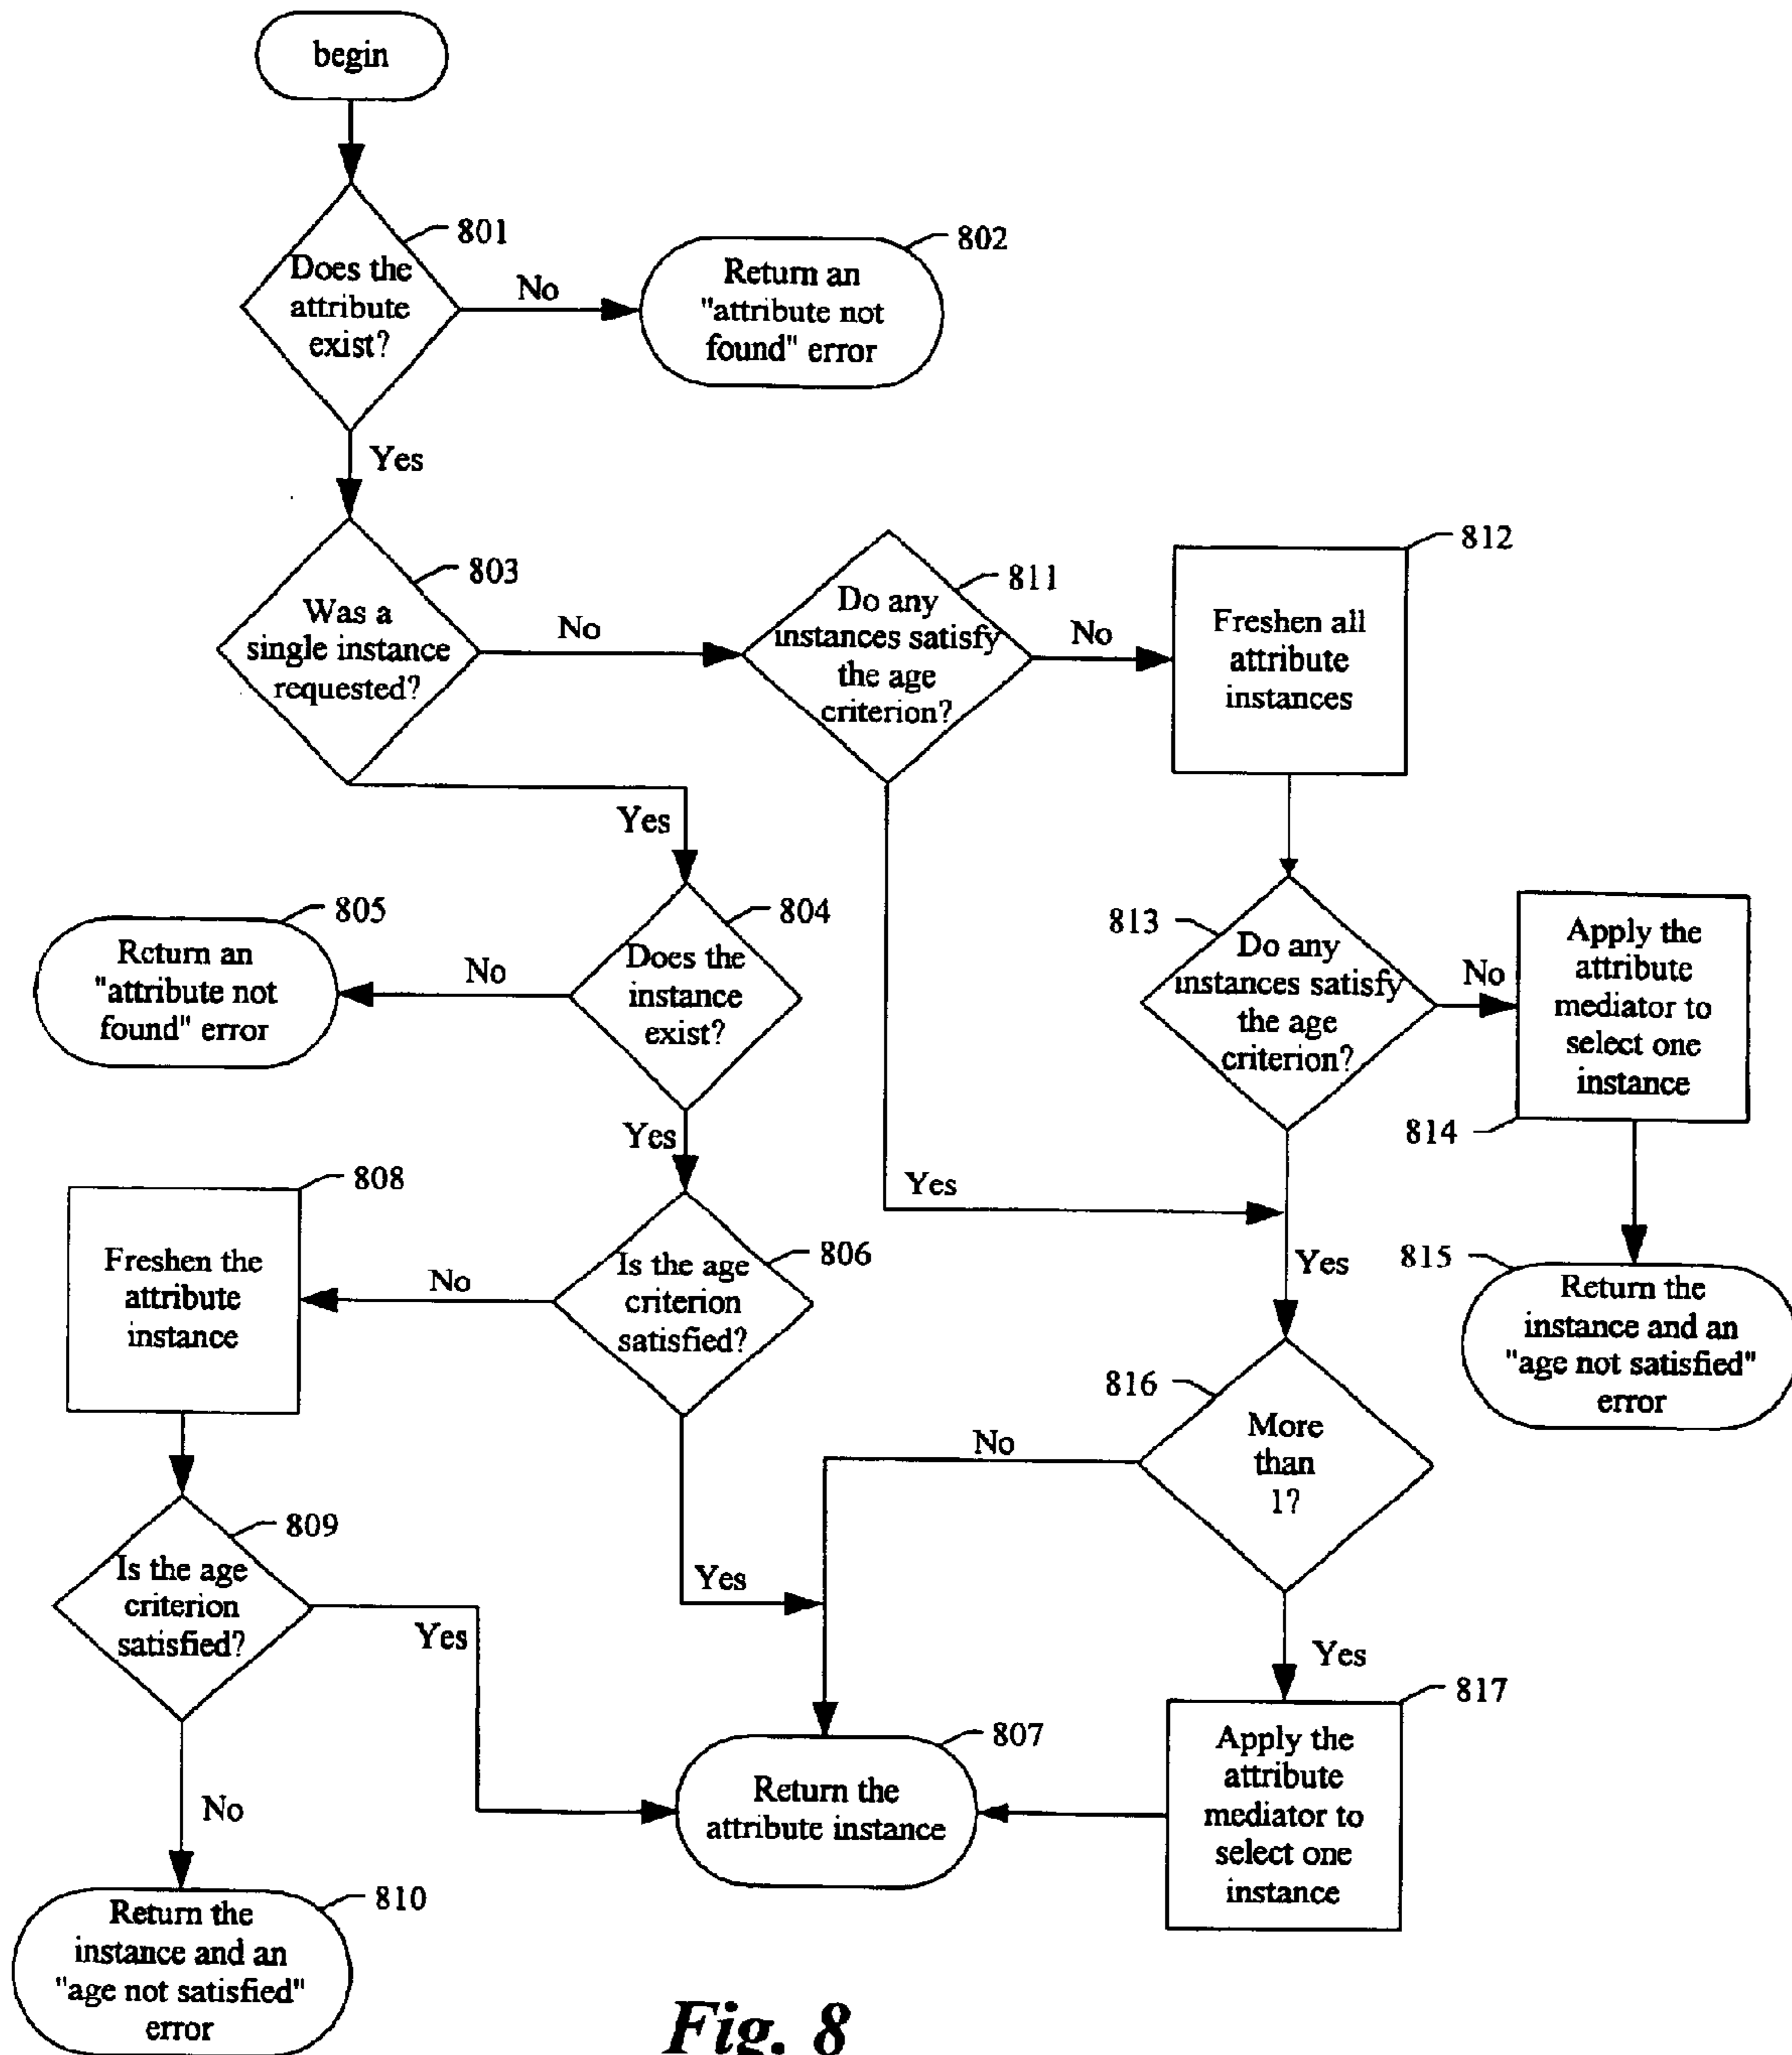 begin
801
Does the
attribute
exist?
No
802
Return an
"attribute not
found" error
Yes
803
Was a
single instance
requested?
No
811
Do any
instances satisfy
the age
criterion?
No
812
Freshen all
attribute
instances
Yes
805
Return an
"attribute not
found" error
No
804
Does the
instance
exist?
813
Do any
instances satisfy
the age
criterion?
No
Apply the
attribute
mediator to
select one
instance
814
Yes
Yes
808
Freshen the
attribute
instance
No
806
Is the age
criterion
satisfied?
Yes
815
Return the
instance and an
"age not satisfied"
error
816
More
than
1?
No
809
Is the age
criterion
satisfied?
Yes
Yes
Yes
817
Apply the
attribute
mediator to
select one
instance
807
Return the
attribute instance
No
810
Return the
instance and an
"age not satisfied"
error
Fig. 8